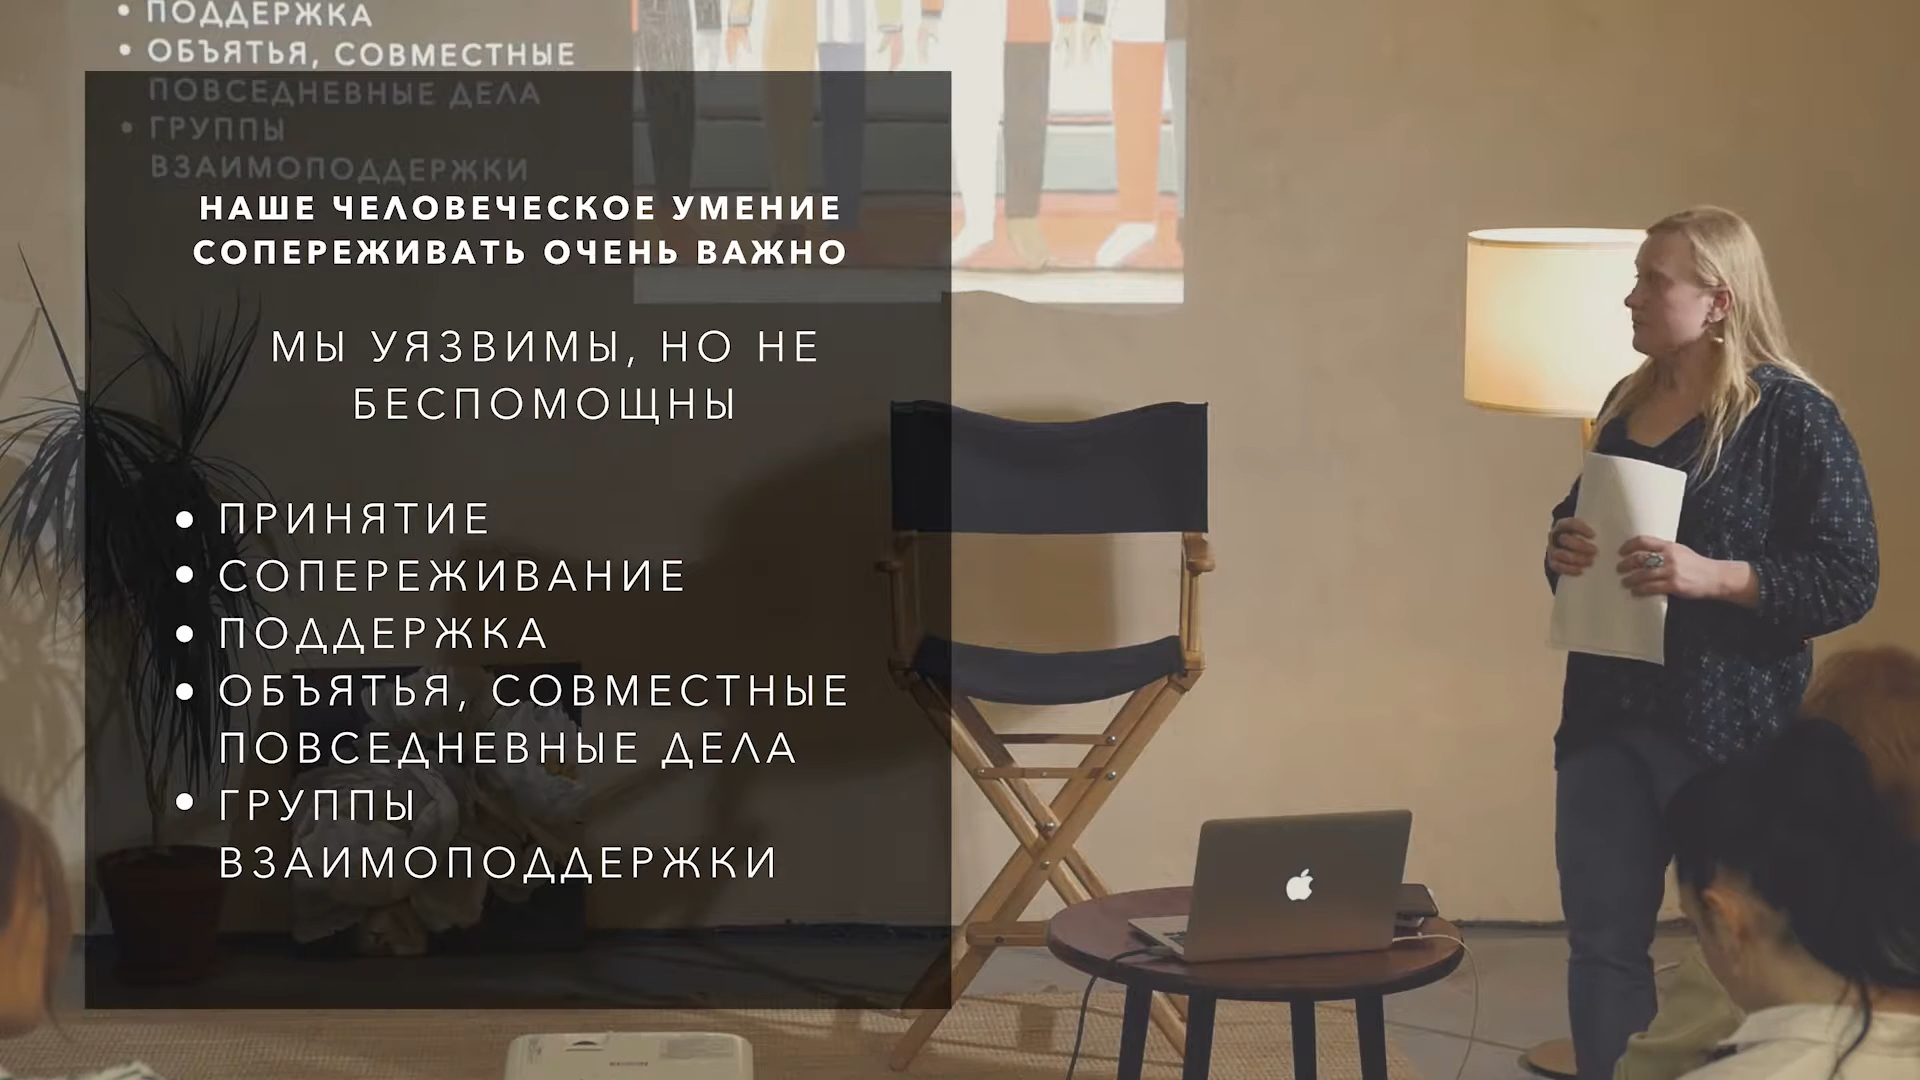 • ПОДДЕРЖКА
• ОБЪЯТЬЯ, СОВМЕСТНЫЕ
ПОВСЕДНЕВНЫЕ ДЕЛА
• ГРУППЫ
ВЗАИМОПОДДЕРЖКИ
НАШЕ ЧЕЛОВЕЧЕСКОЕ УМЕНИЕ
СОПЕРЕЖИВАТЬ ОЧЕНЬ ВАЖНО
МЫ УЯЗВИМЫ, НО НЕ
БЕСПОМОЩНЫ
• ПРИНЯТИЕ
• СОПЕРЕЖИВАНИЕ
• ПОДДЕРЖКА
• ОБЪЯТЬЯ, СОВМЕСТНЫЕ
ПОВСЕДНЕВНЫЕ ДЕЛА
• ГРУППЫ
ВЗАИМОПОДДЕРЖКИ